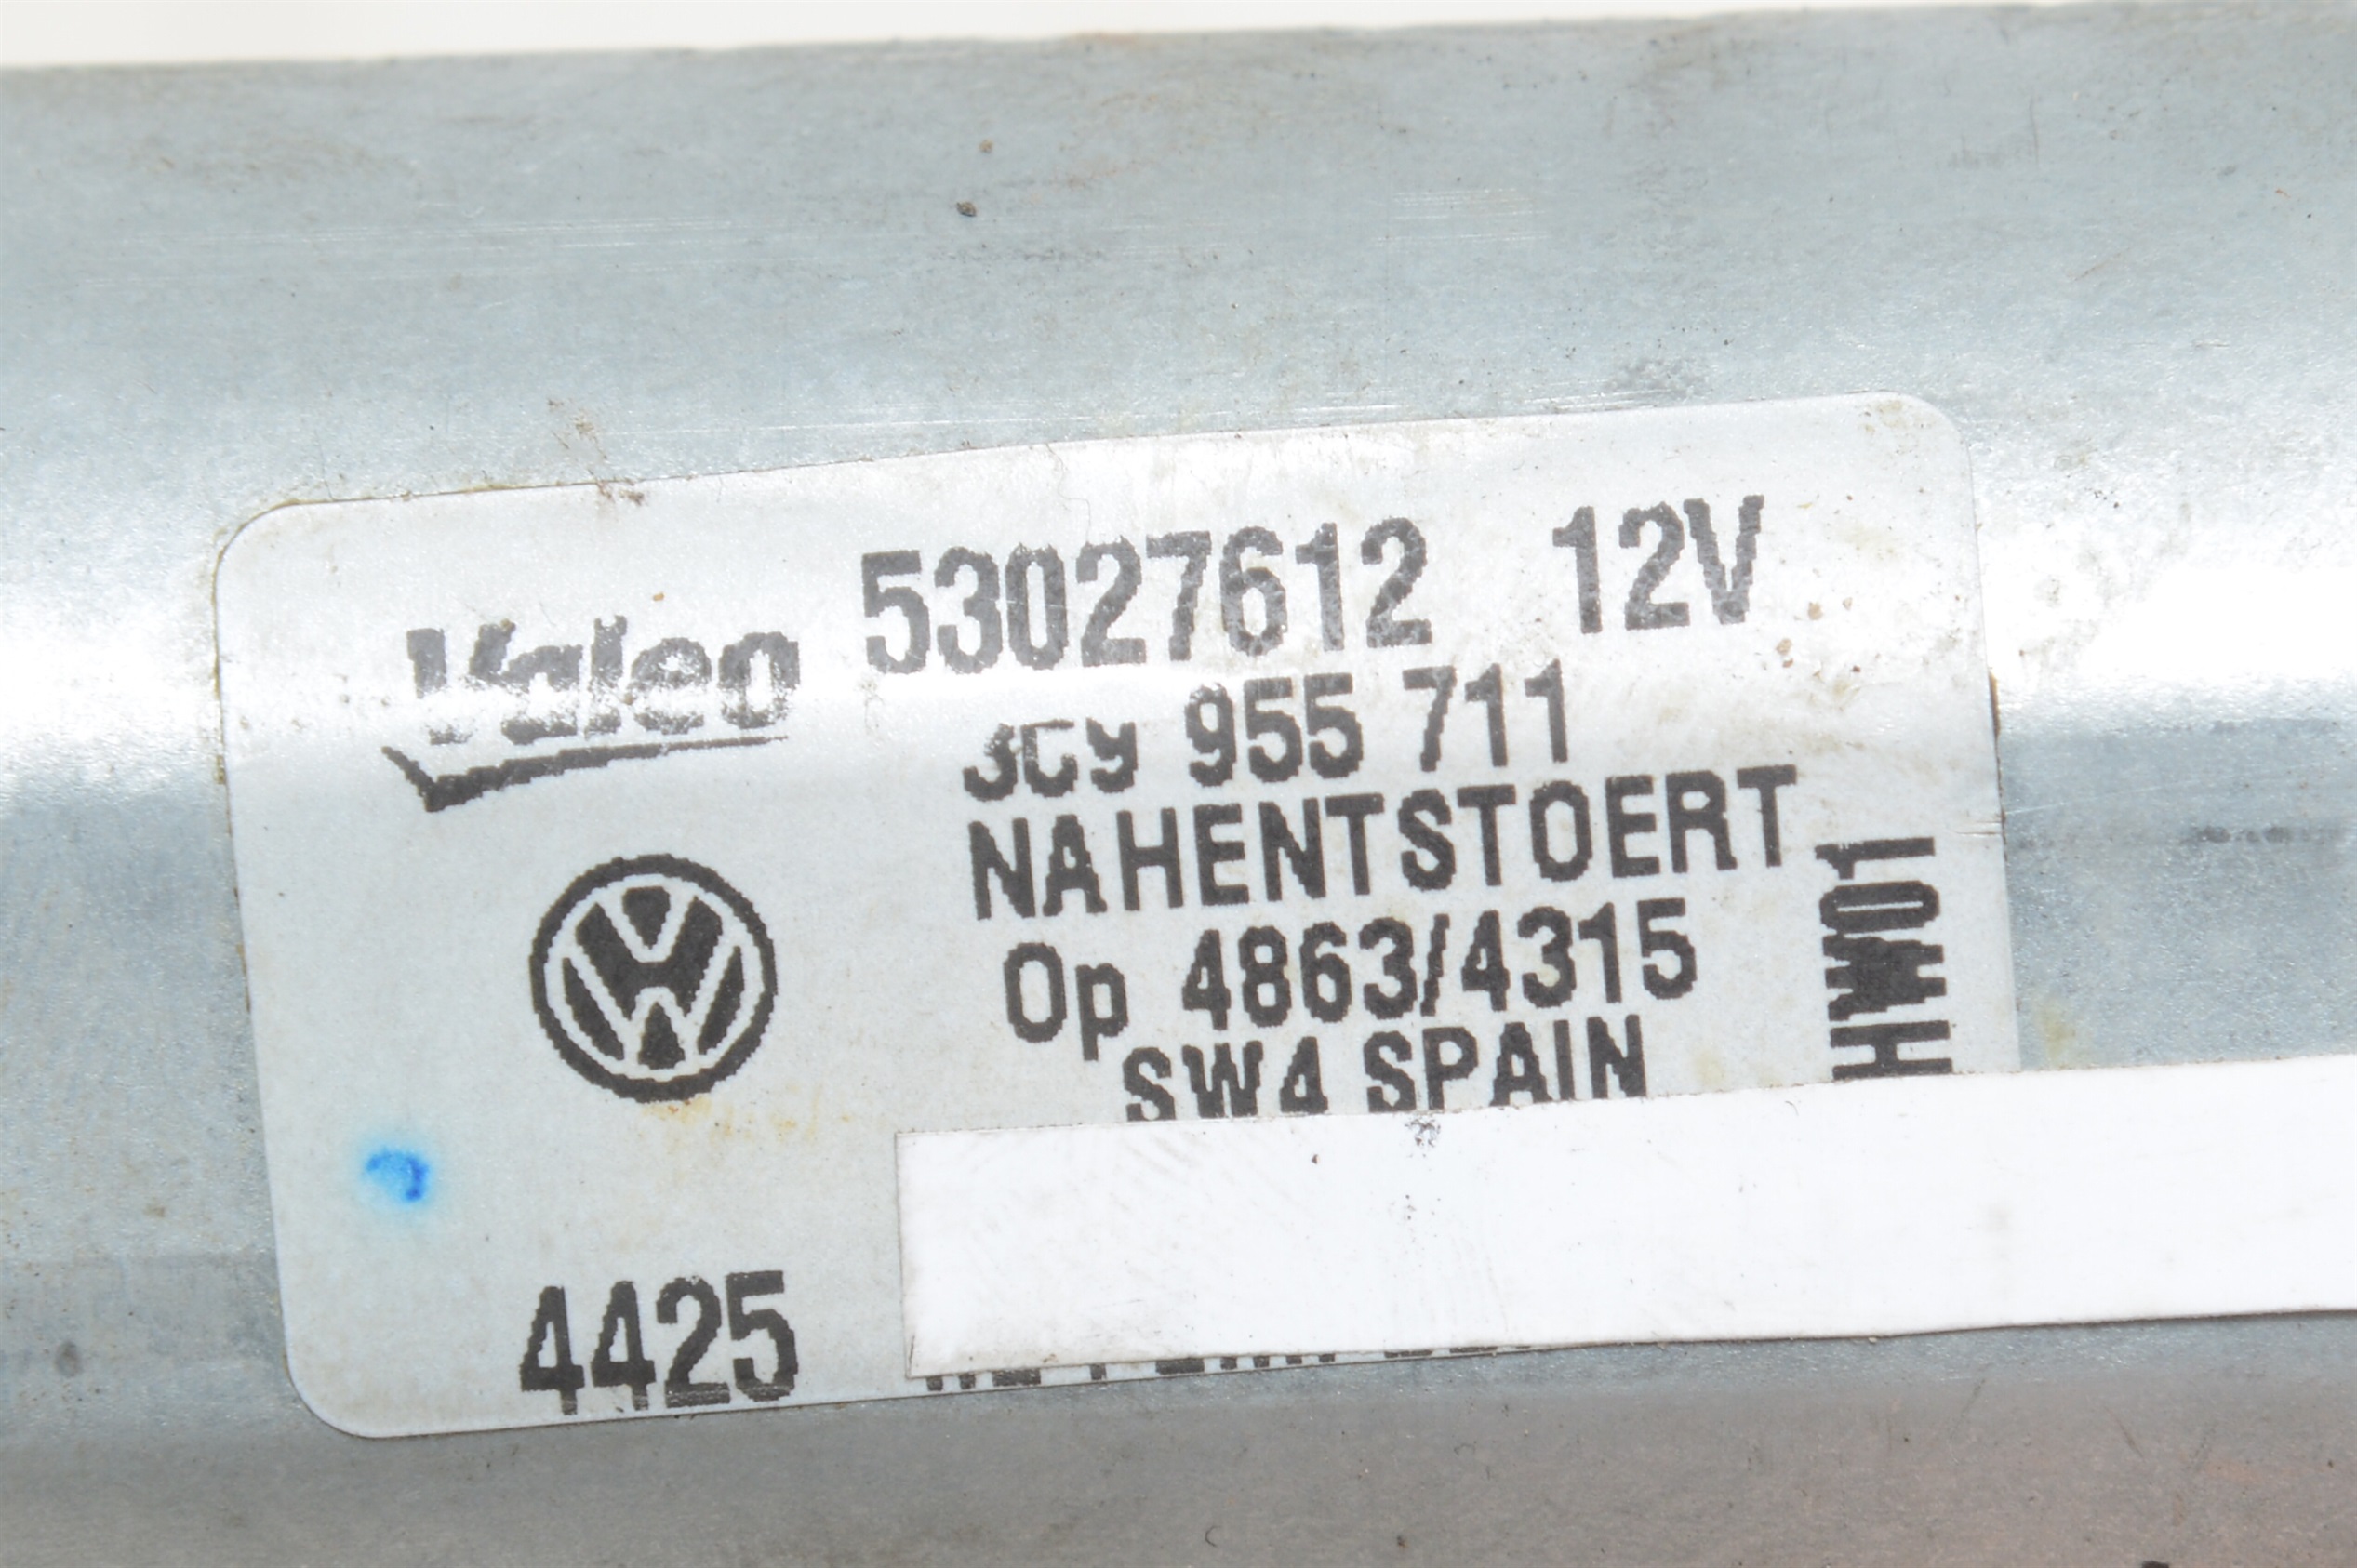 Valeo 53027612 12V
3C9 955 711
NAHENTSTOERT
Op 4863/4315
SW4 SPAIN
HW01
4425